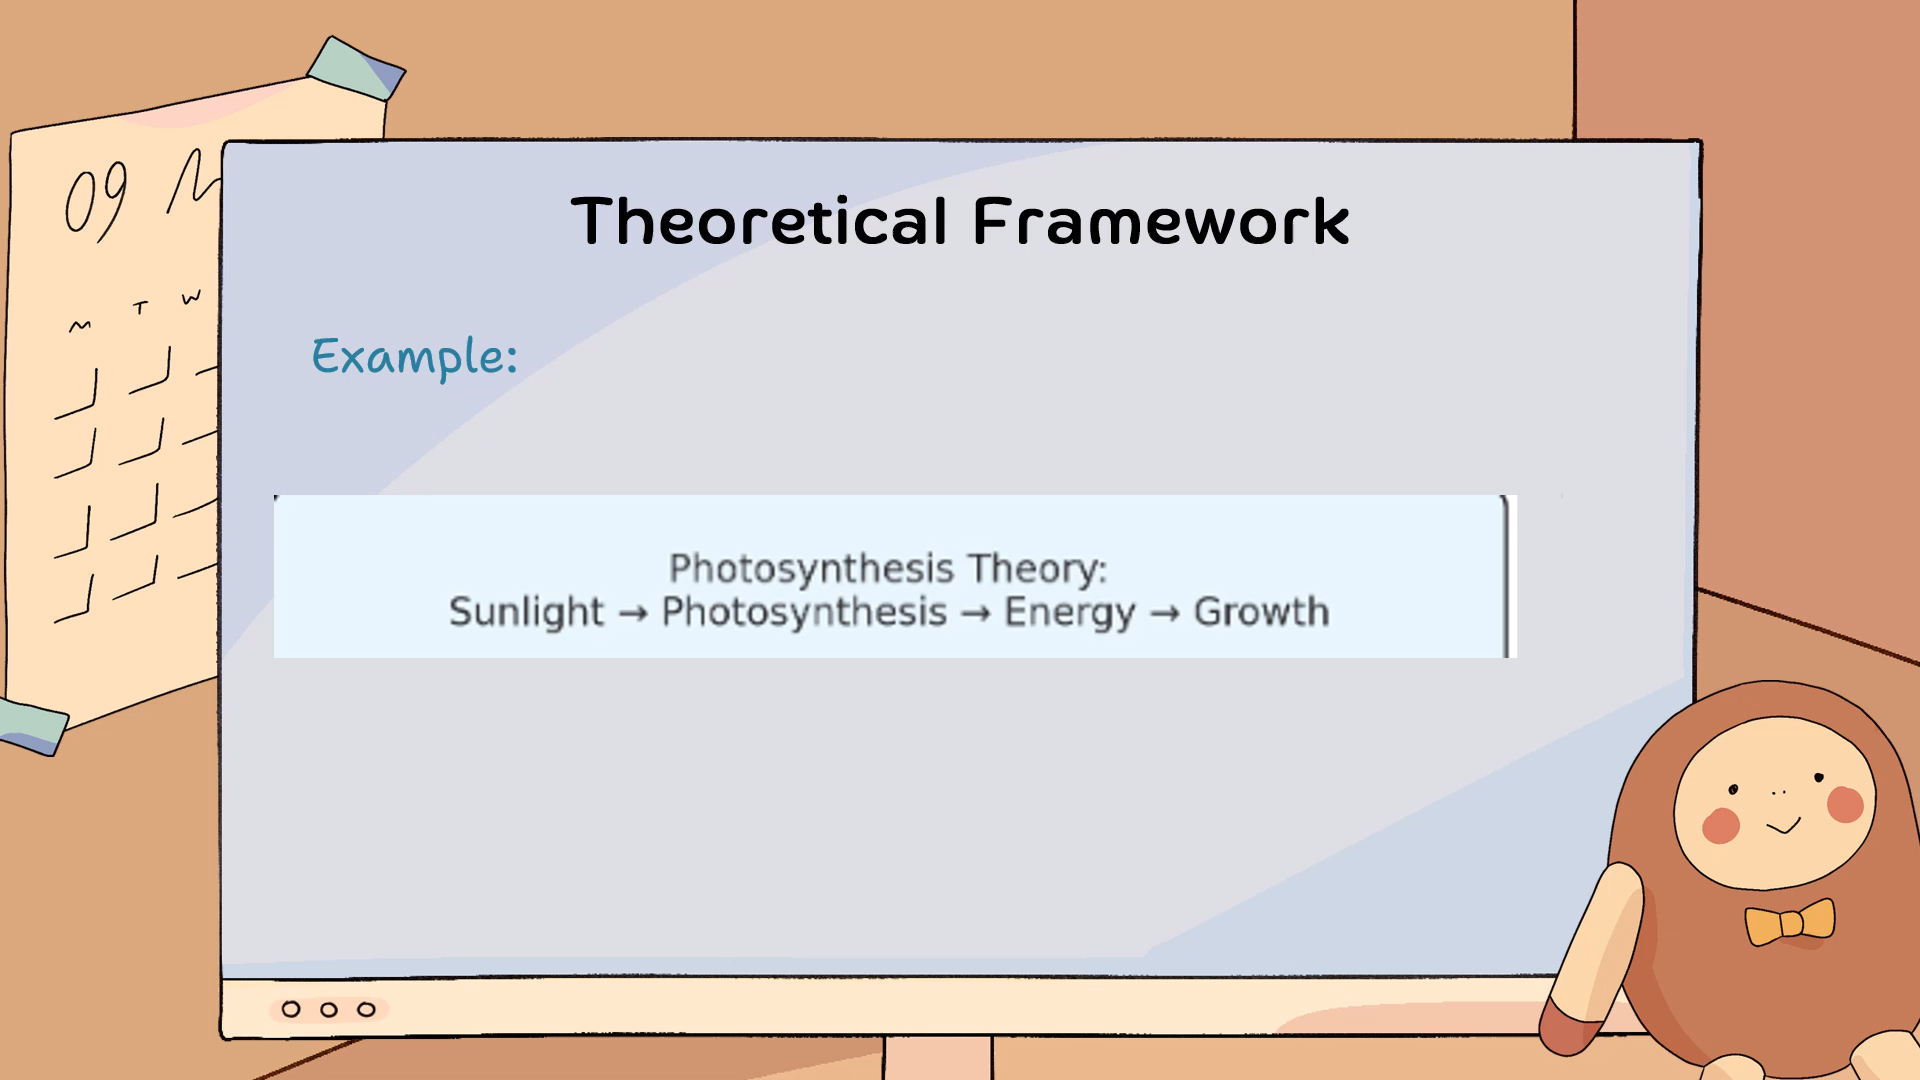 Theoretical Framework
Example:
Photosynthesis Theory:
Sunlight → Photosynthesis → Energy → Growth
09
M T W